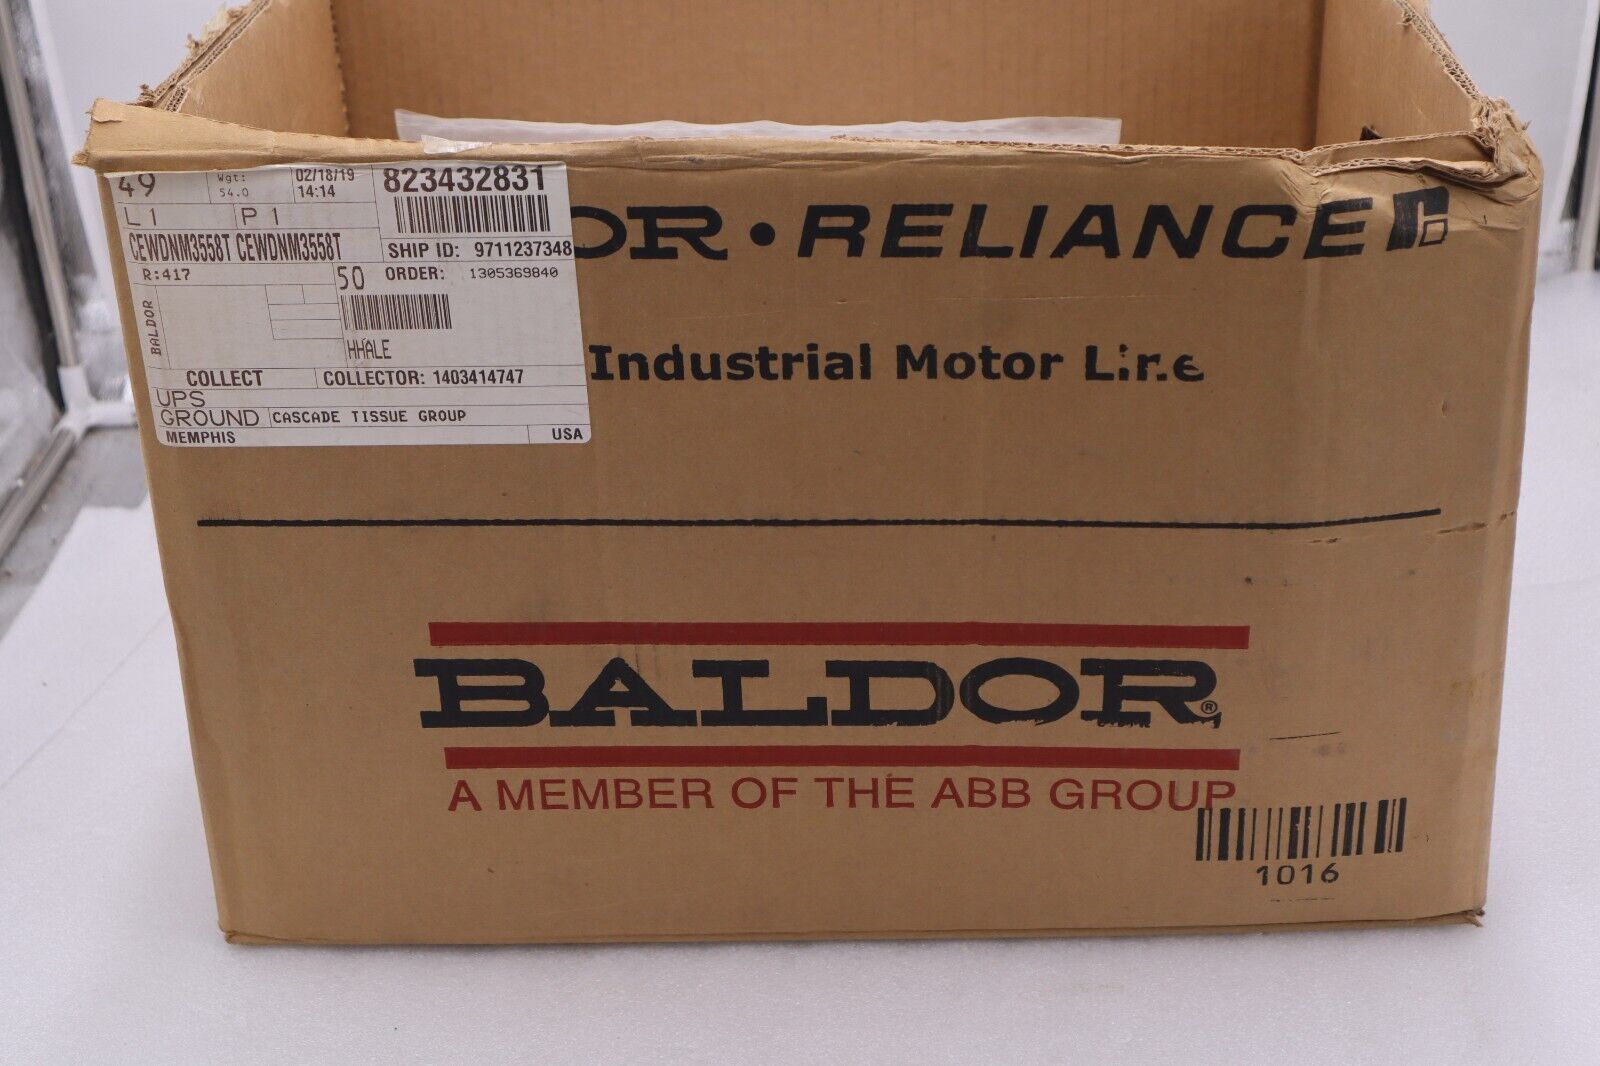 49 Wgt: 54.0 02/18/19 14:14 823432831
L 1 P 1
CEWDNM3558T CEWDNM3558T SHIP ID: 9711237348
R:417 50 ORDER: 1305369840
BALDOR
HHALE
COLLECT COLLECTOR: 1403414747
UPS
GROUND CASCADE TISSUE GROUP
MEMPHIS USA
OR • RELIANCE
Industrial Motor Line
BALDOR®
A MEMBER OF THE ABB GROUP
1016